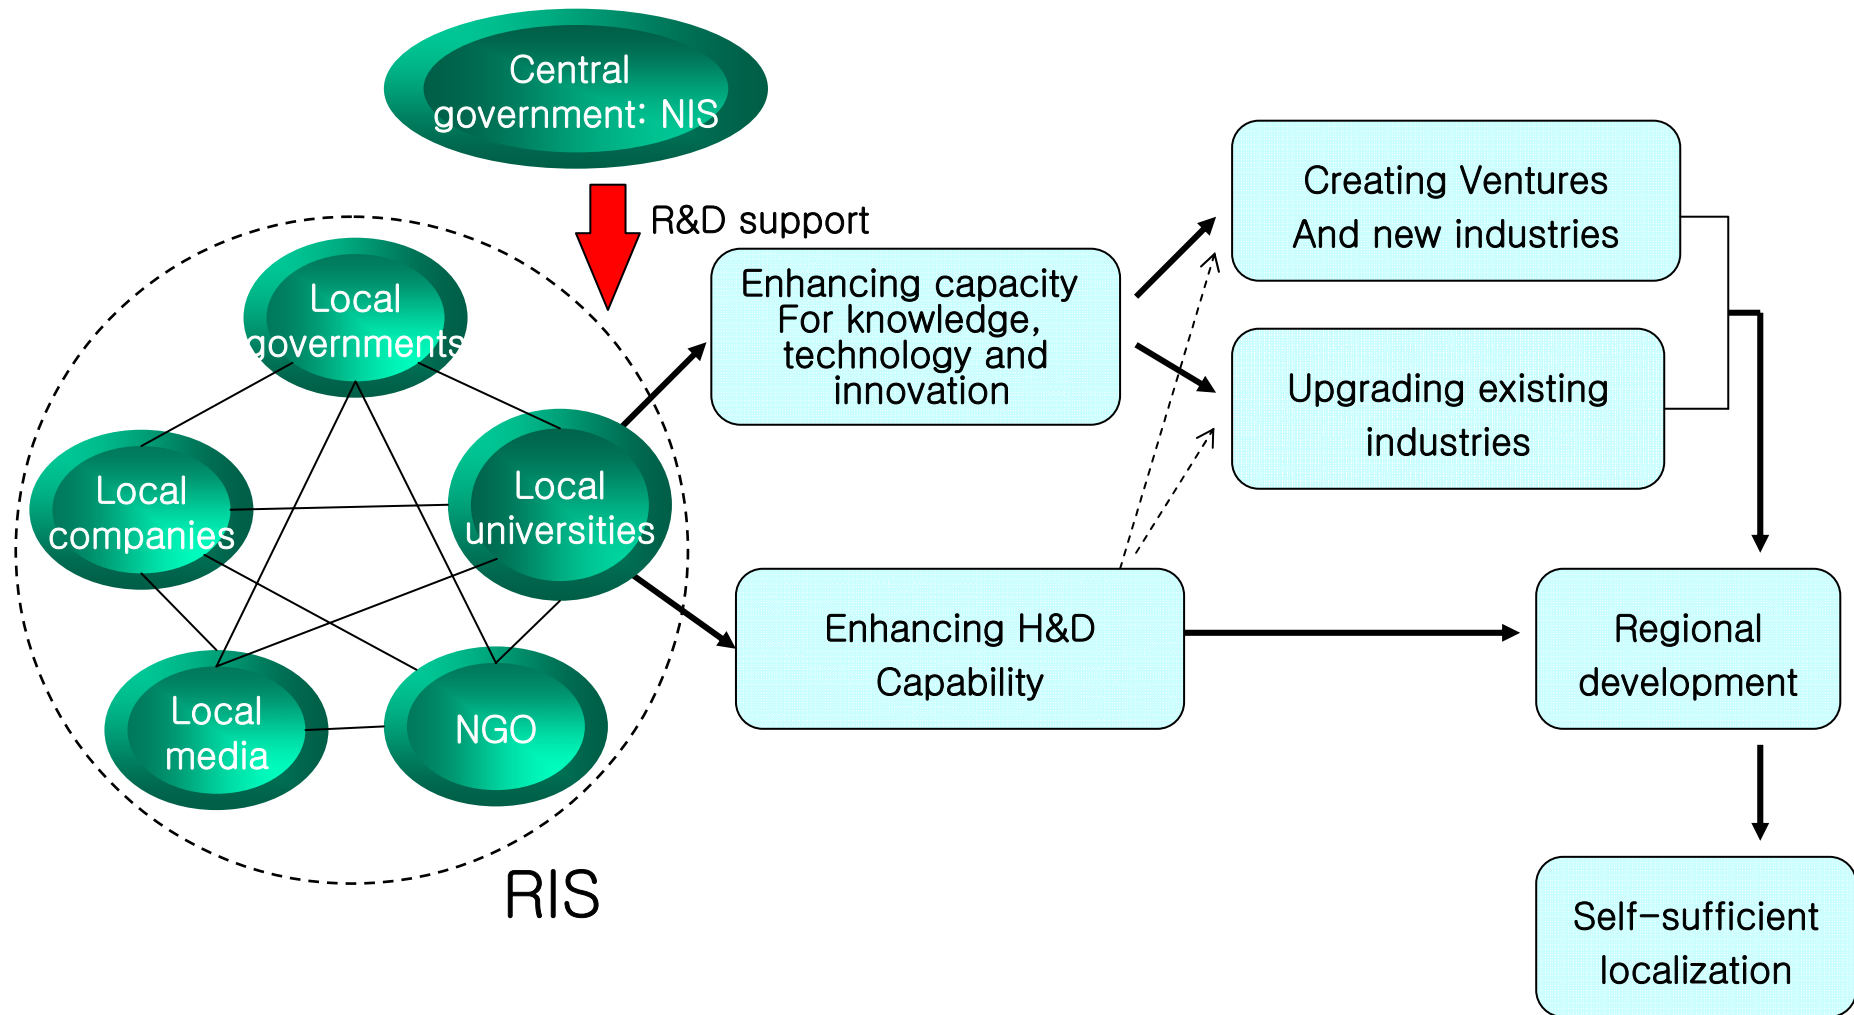 Central
government: NIS
R&D support
Local
governments
Local
companies
Local
universities
Local
media
NGO
RIS
Enhancing capacity
For knowledge,
technology and
innovation
Enhancing H&D
Capability
Creating Ventures
And new industries
Upgrading existing
industries
Regional
development
Self-sufficient
localization